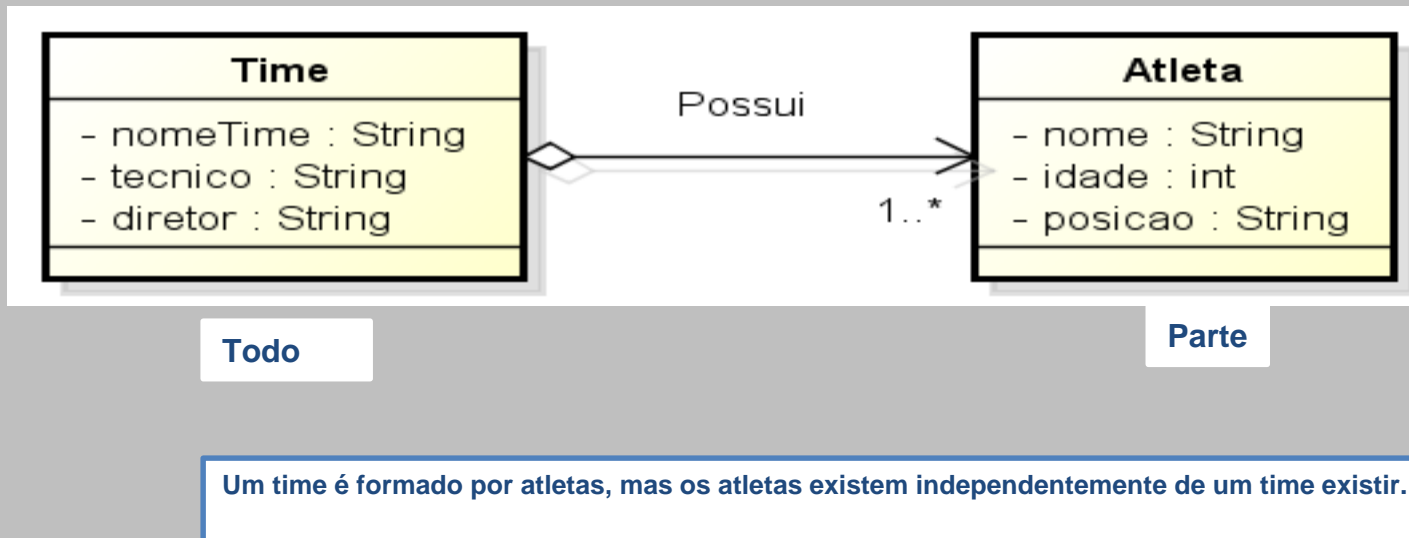 Time
- nomeTime : String
- tecnico : String
- diretor : String
Possui
1..*
Atleta
- nome : String
- idade : int
- posicao : String
Todo
Parte
Um time é formado por atletas, mas os atletas existem independentemente de um time existir.